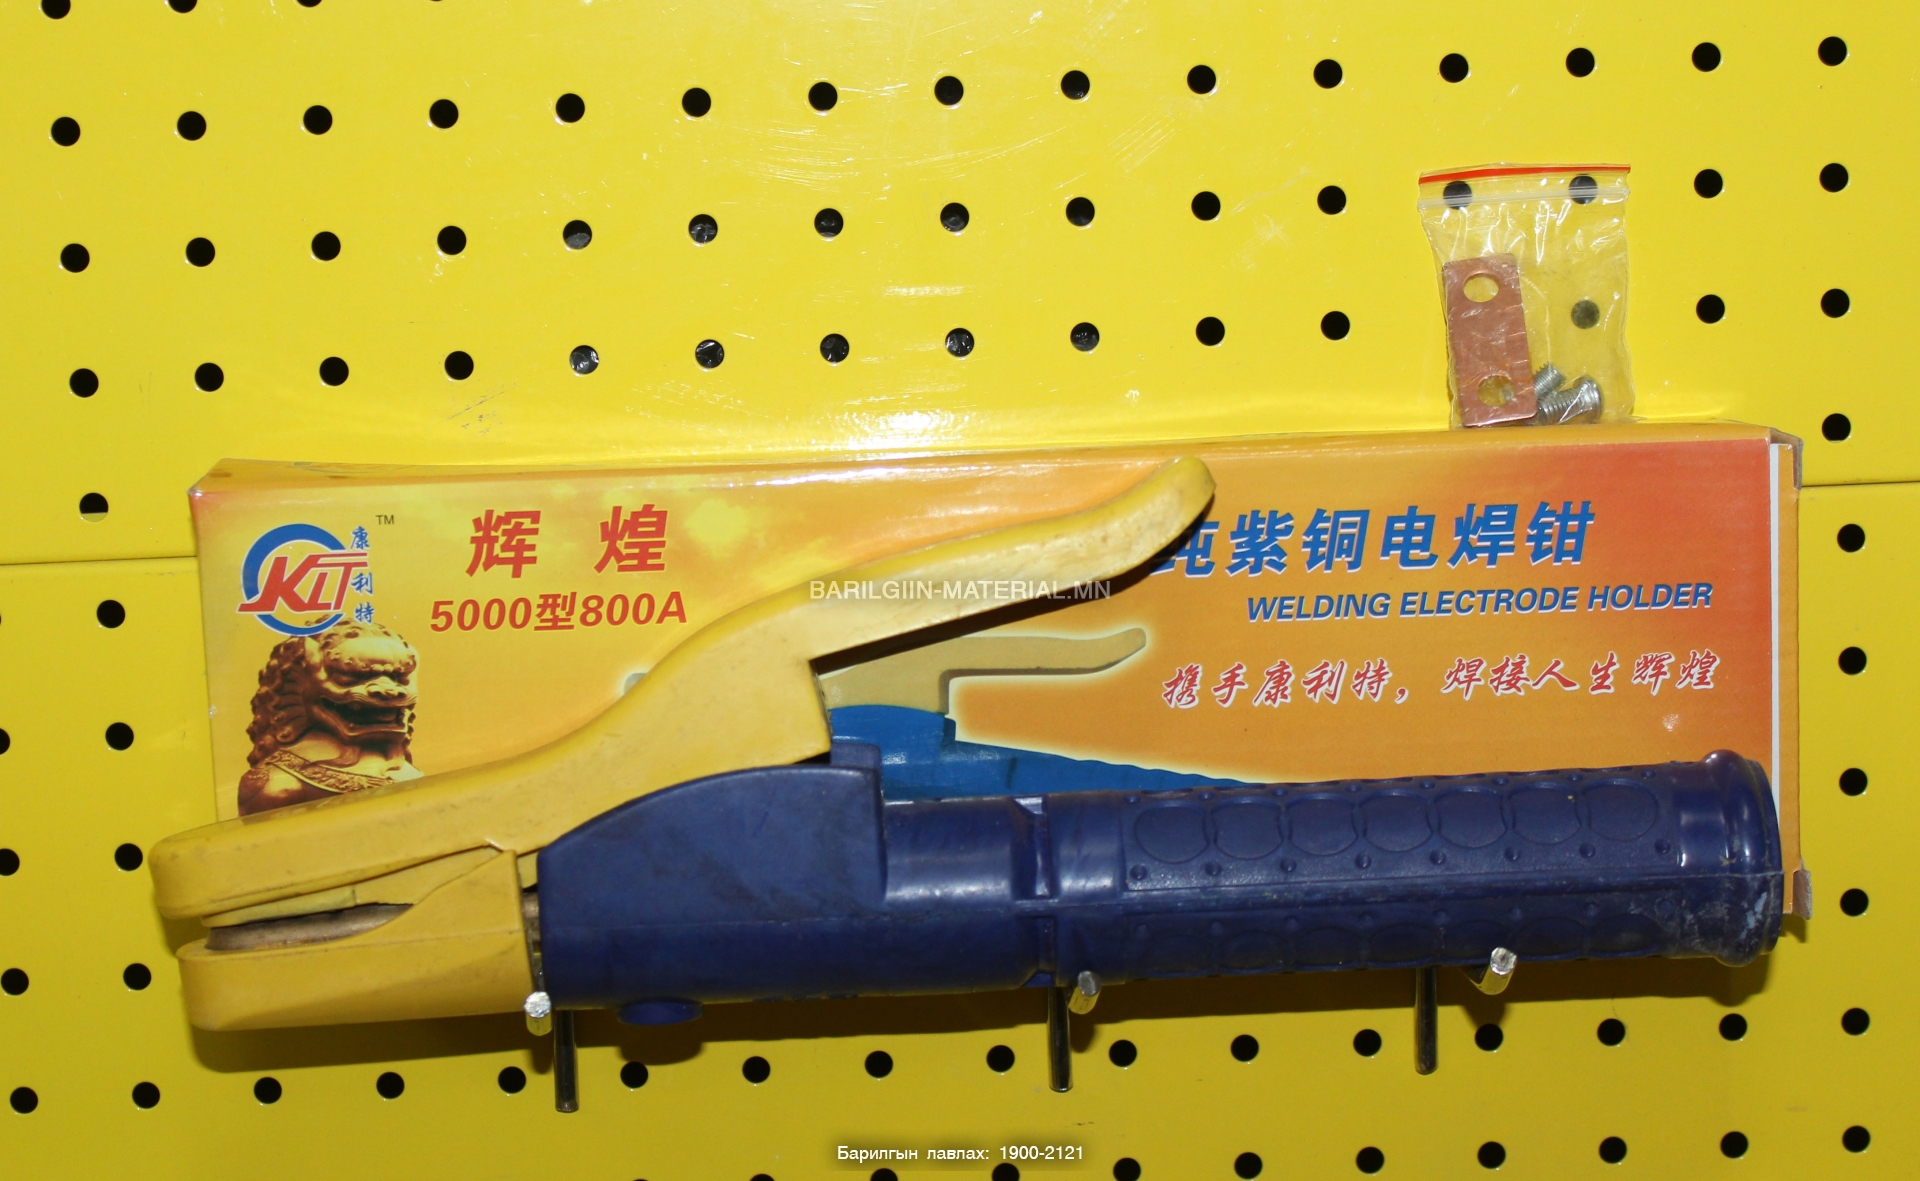 KLT
TM
康利特
辉煌
5000型800A
纯紫铜电焊钳
WELDING ELECTRODE HOLDER
携手康利特，焊接人生辉煌
BARILGIIN-MATERIAL.MN
Барилгын лавлах: 1900-2121